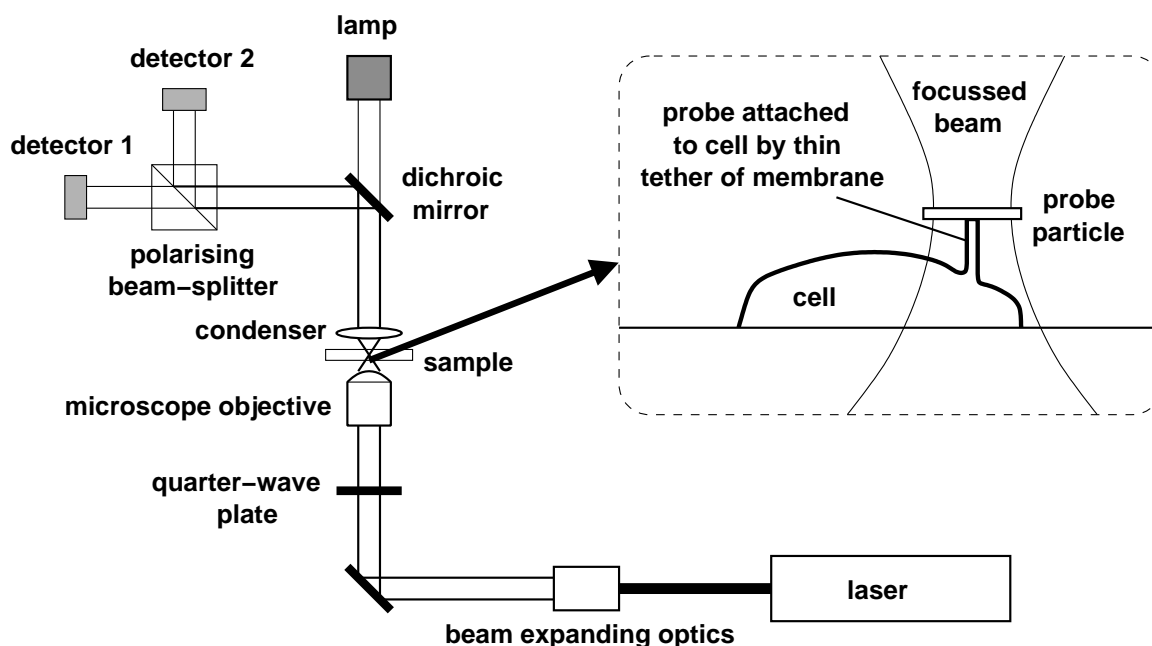 lamp
detector 2
detector 1
dichroic
mirror
polarising
beam−splitter
condenser
sample
microscope objective
quarter−wave
plate
laser
beam expanding optics
focussed
beam
probe attached
to cell by thin
tether of membrane
probe
particle
cell